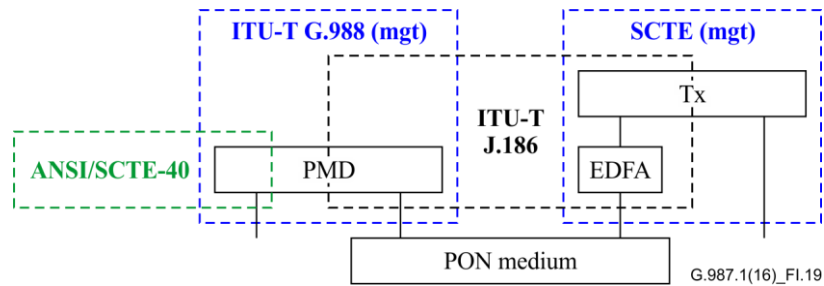 ITU-T G.988 (mgt)
SCTE (mgt)
Tx
ITU-T
J.186
ANSI/SCTE-40
PMD
EDFA
PON medium
G.987.1(16)_FI.19